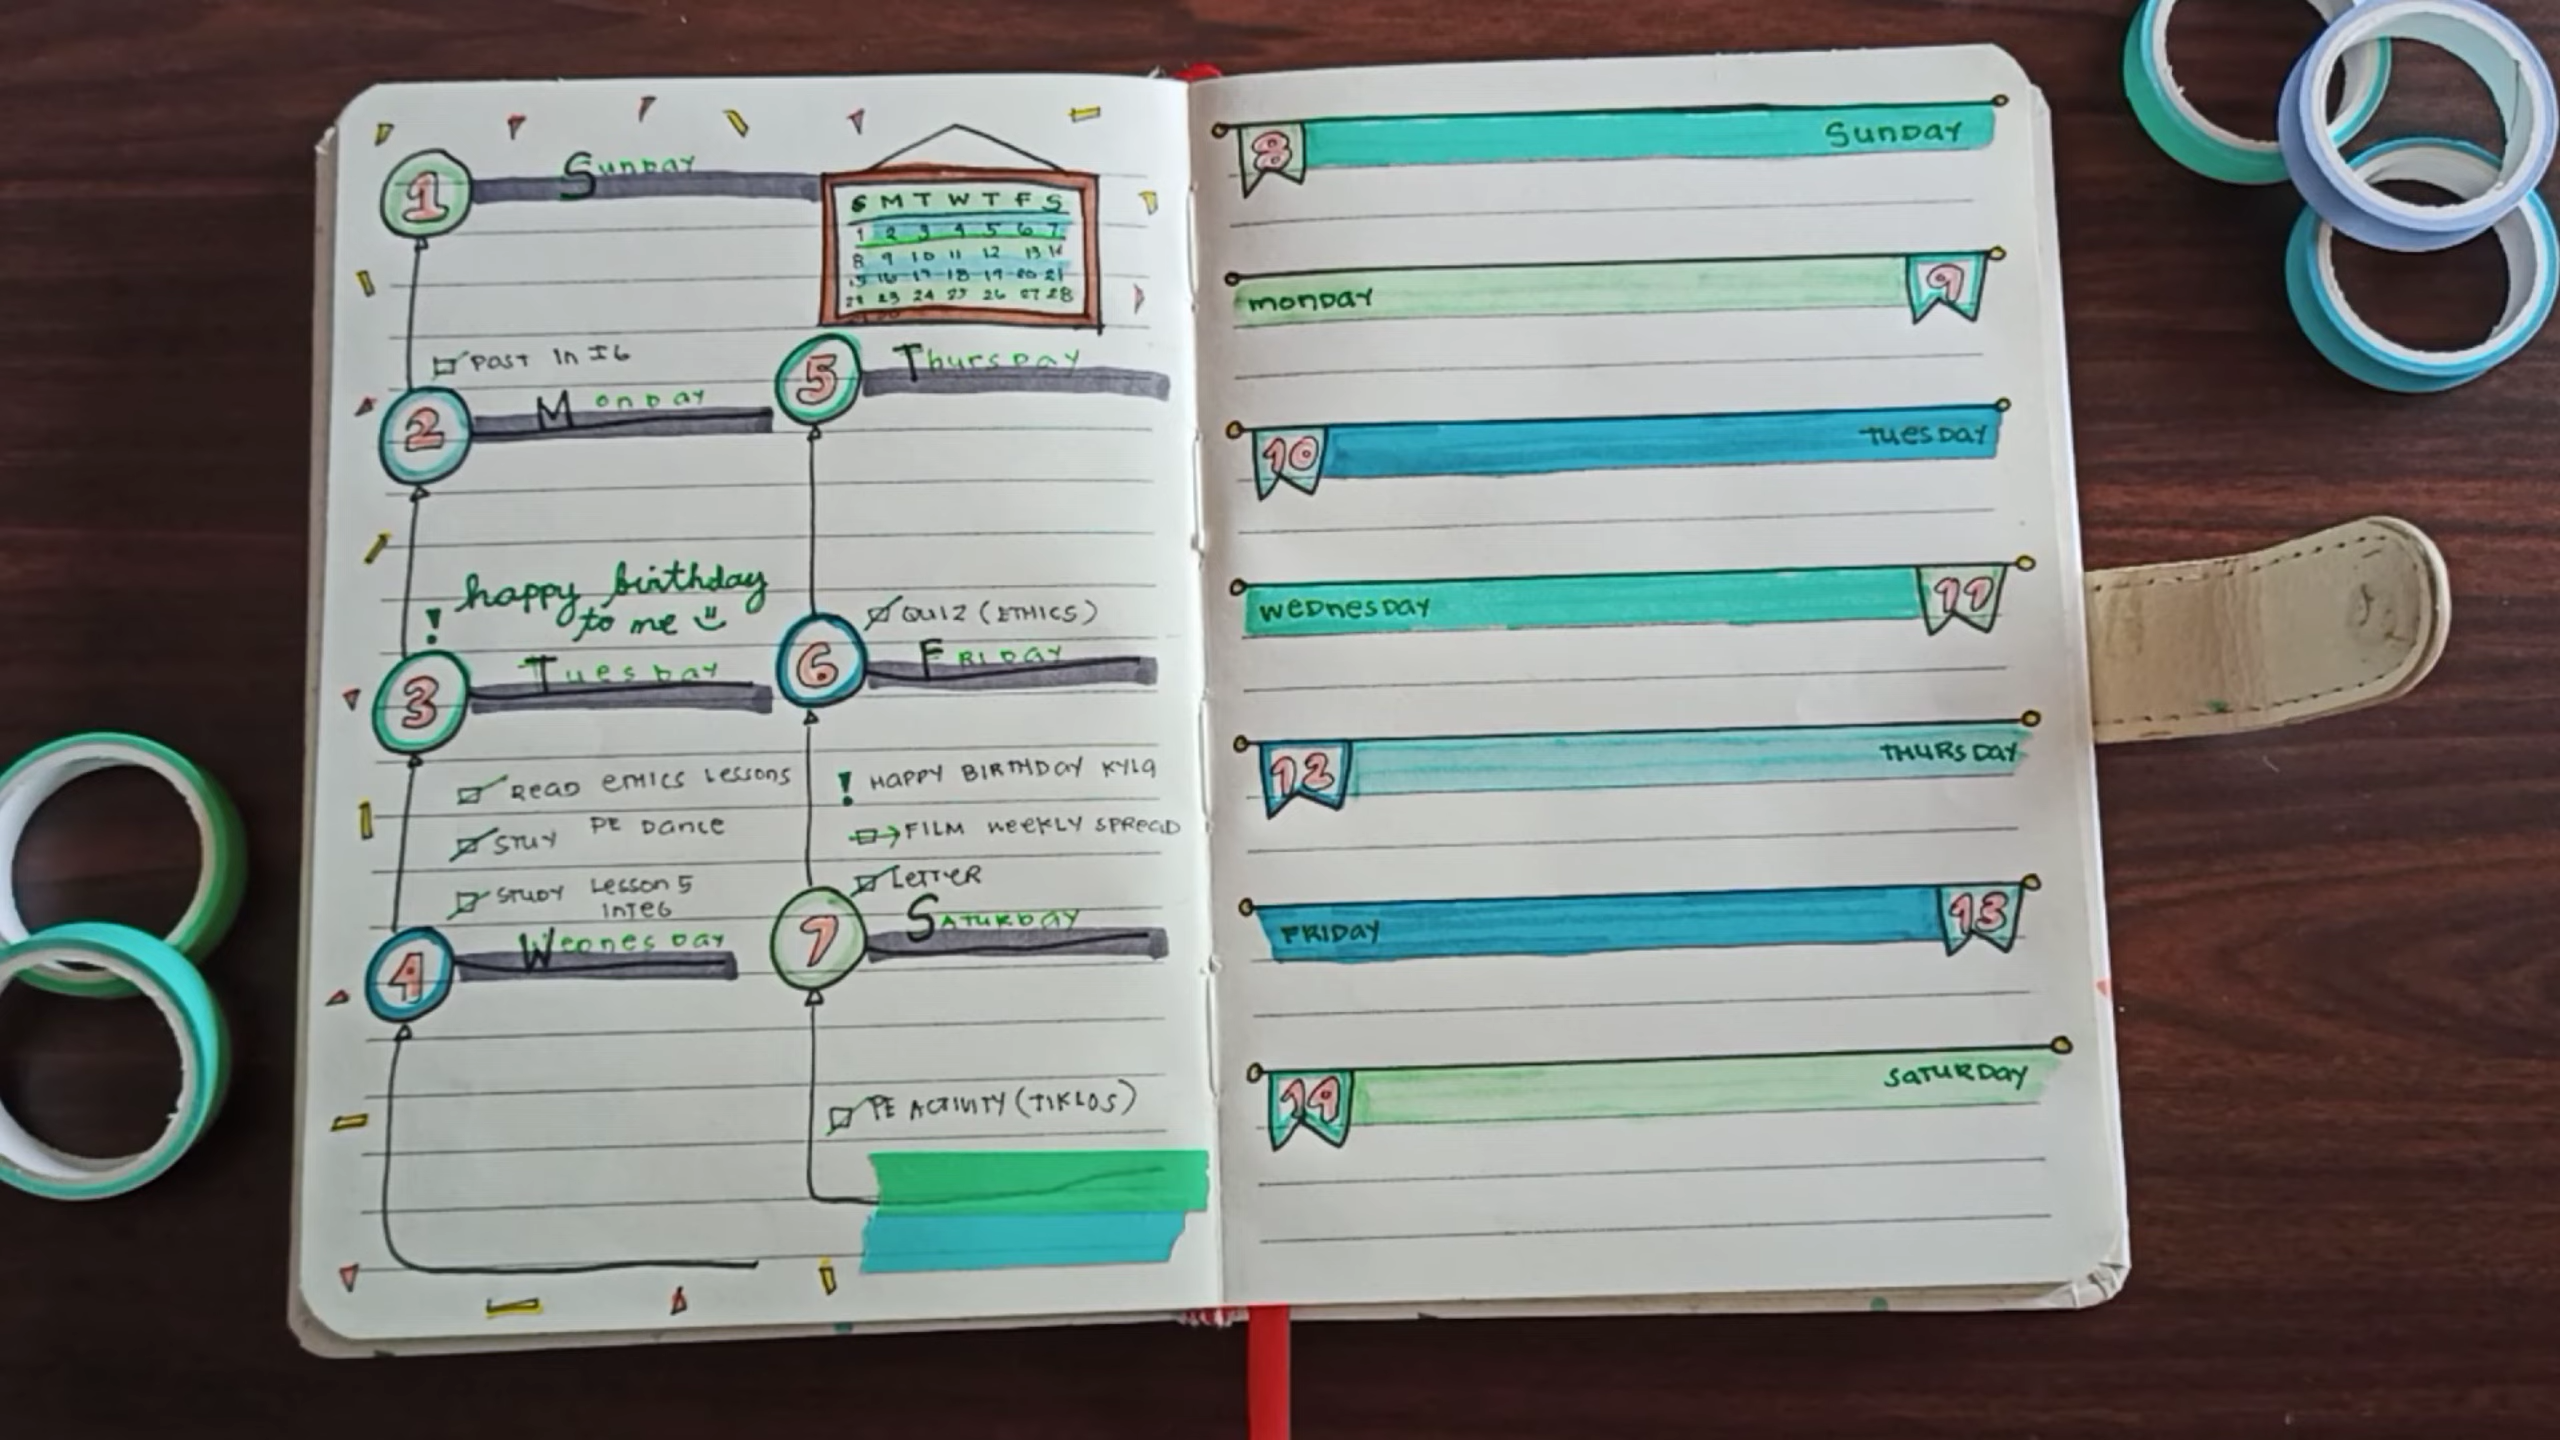 1 Sunday
S M T W T F S
1 2 3 4 5 6 7
8 9 10 11 12 13 14
15 16 17 18 19 20 21
23 24 25 26 27 28
Post in IG
2 Monday
happy birthday
! to me
3 Tuesday
Read Ethics Lessons
Stuy PE Dance
Study Lesson 5
Integ
4 Wednesday
5 Thursday
Quiz (Ethics)
6 Friday
! Happy Birthday Kyla
Film Weekly Spread
Letter
7 Saturday
PE Activity (Tiklos)
8 Sunday
Monday 9
10 Tuesday
Wednesday 11
12 Thursday
Friday 13
14 Saturday